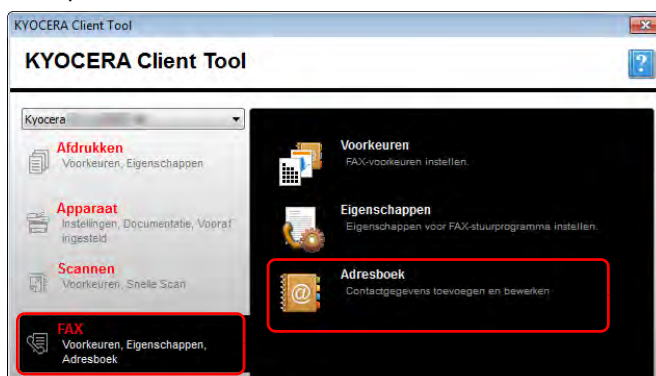 KYOCERA Client Tool
KYOCERA Client Tool
Kyocera
Afdrukken
Voorkeuren, Eigenschappen
Apparaat
Instellingen, Documentatie, Vooraf
ingesteld
Scannen
Voorkeuren, Snelle Scan
FAX
Voorkeuren, Eigenschappen,
Adresboek
Voorkeuren
FAX-voorkeuren instellen.
Eigenschappen
Eigenschappen voor FAX-stuurprogramma instellen.
Adresboek
Contactgegevens toevoegen en bewerken